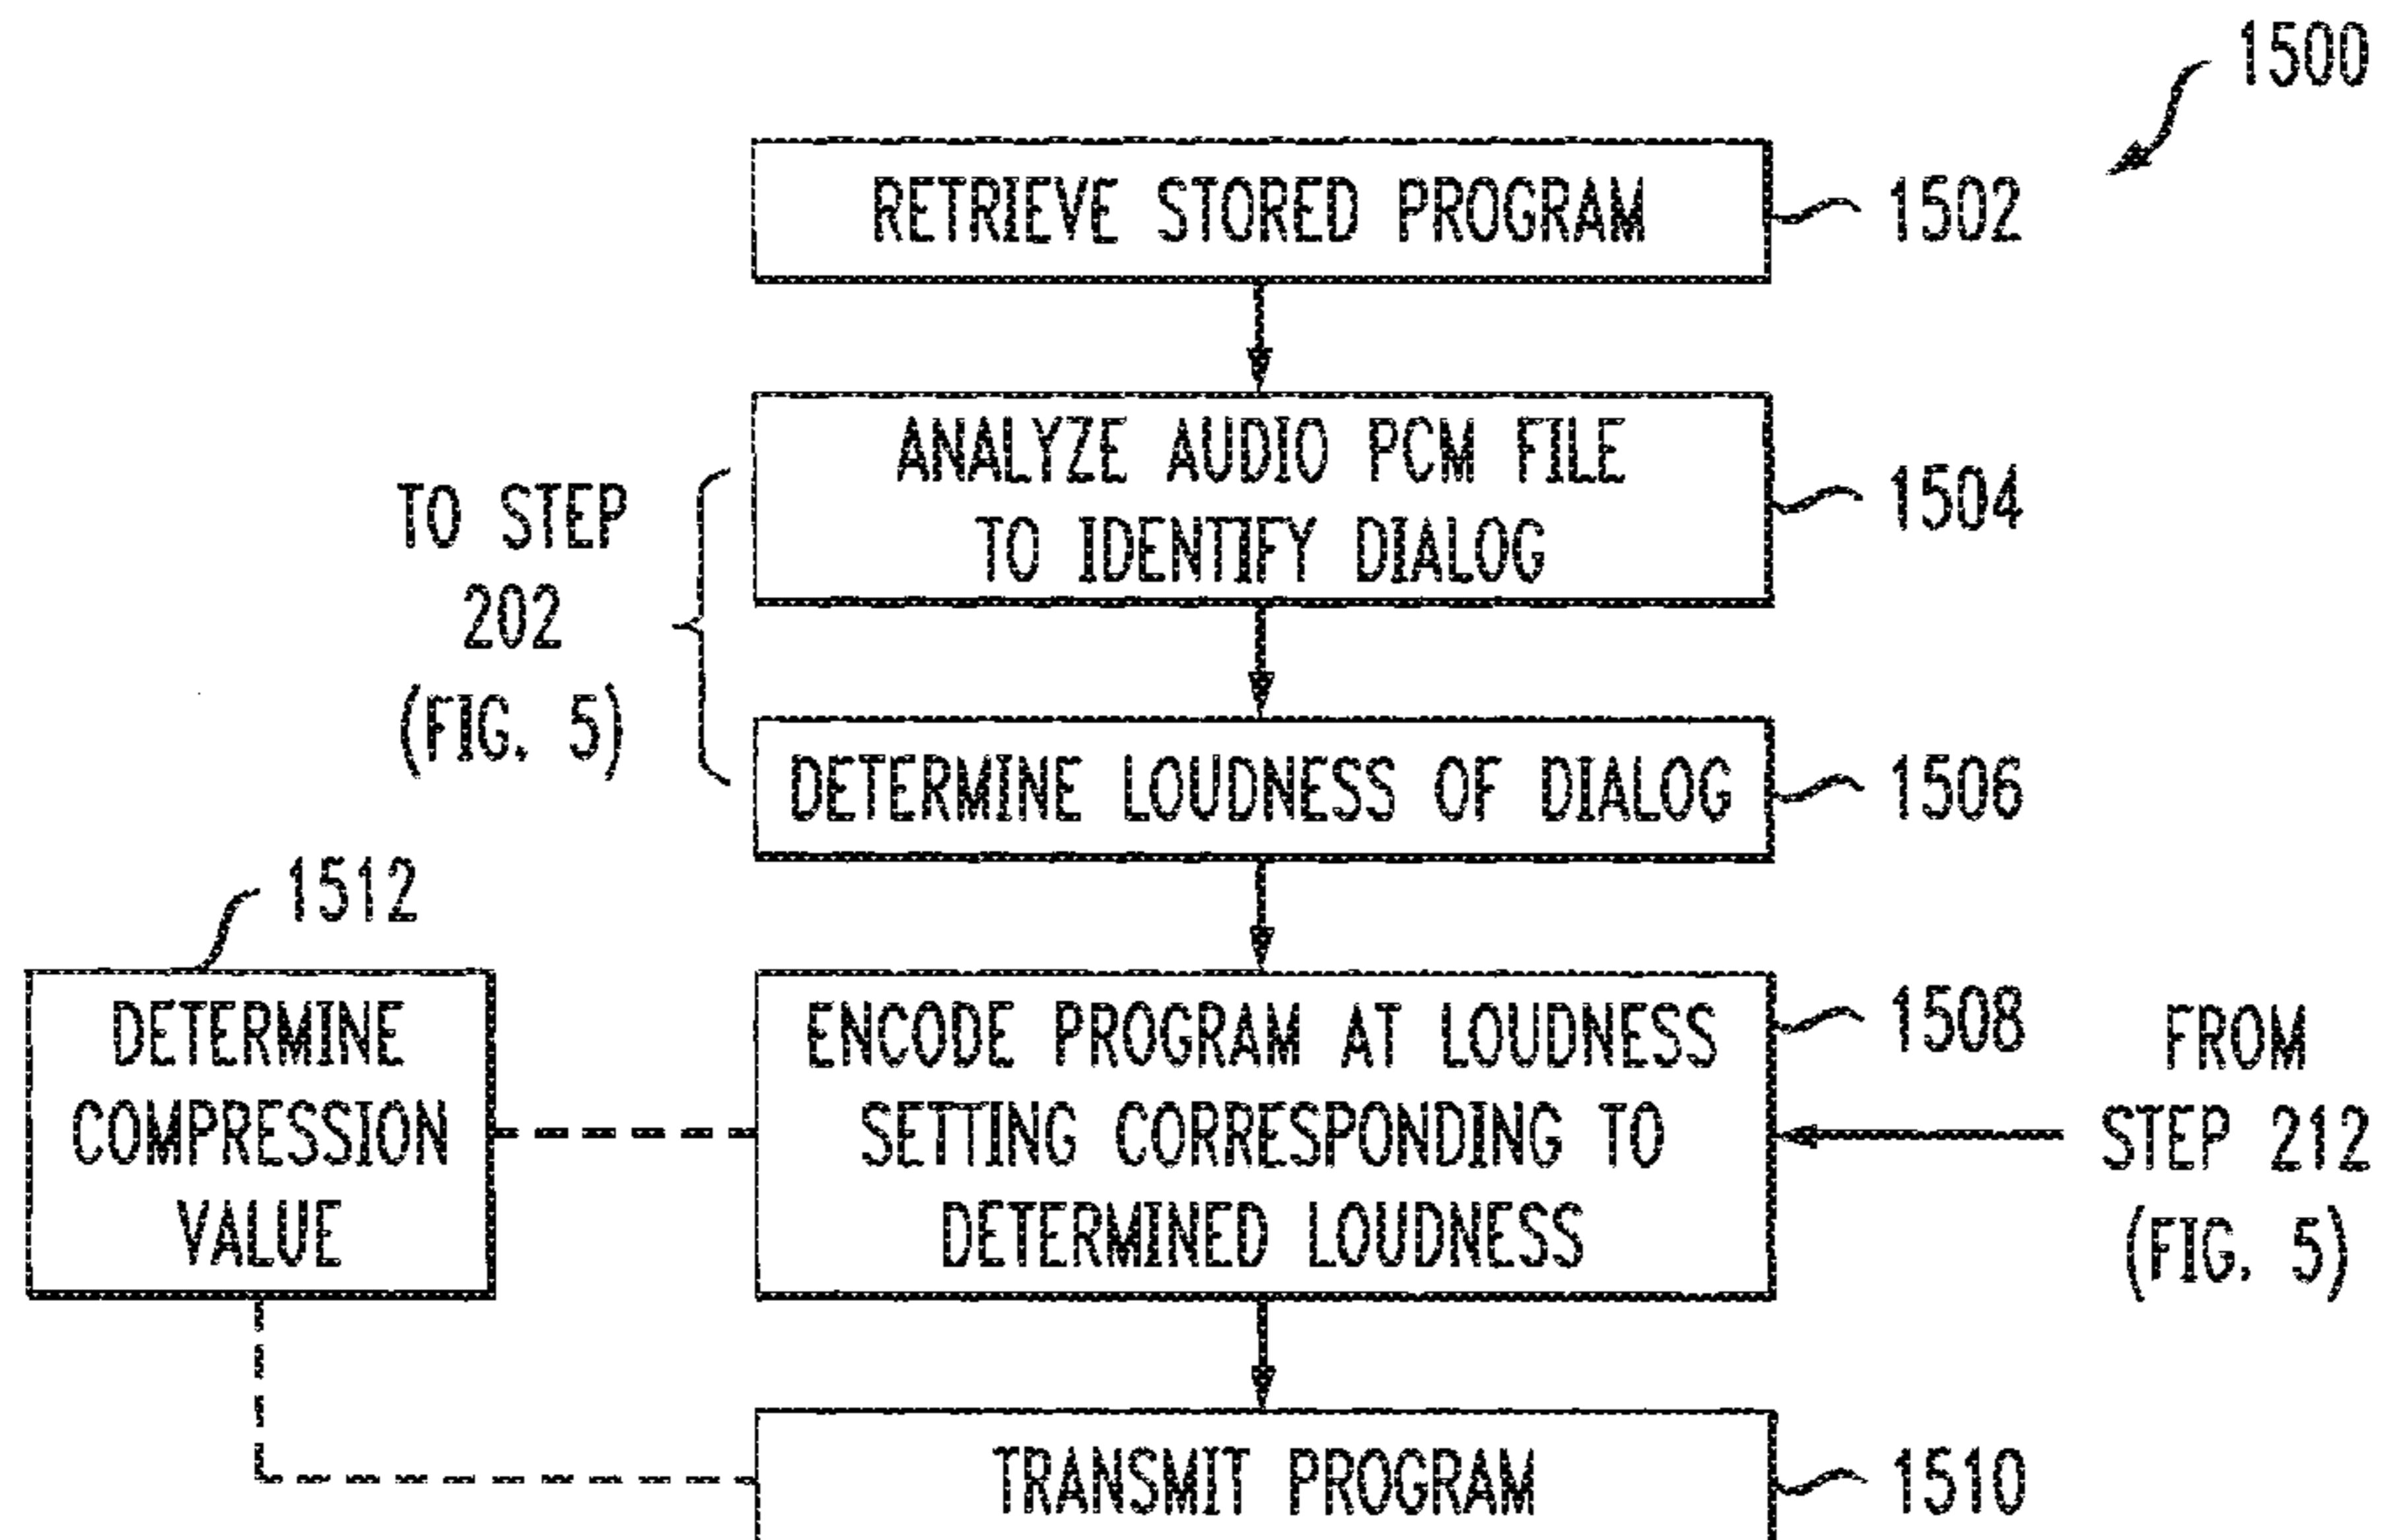 1500
RETRIEVE STORED PROGRAM
1502
ANALYZE AUDIO PCM FILE
TO IDENTIFY DIALOG
1504
TO STEP
202
(FIG. 5)
DETERMINE LOUDNESS OF DIALOG
1506
1512
DETERMINE
COMPRESSION
VALUE
ENCODE PROGRAM AT LOUDNESS
SETTING CORRESPONDING TO
DETERMINED LOUDNESS
1508
FROM
STEP 212
(FIG. 5)
TRANSMIT PROGRAM
1510